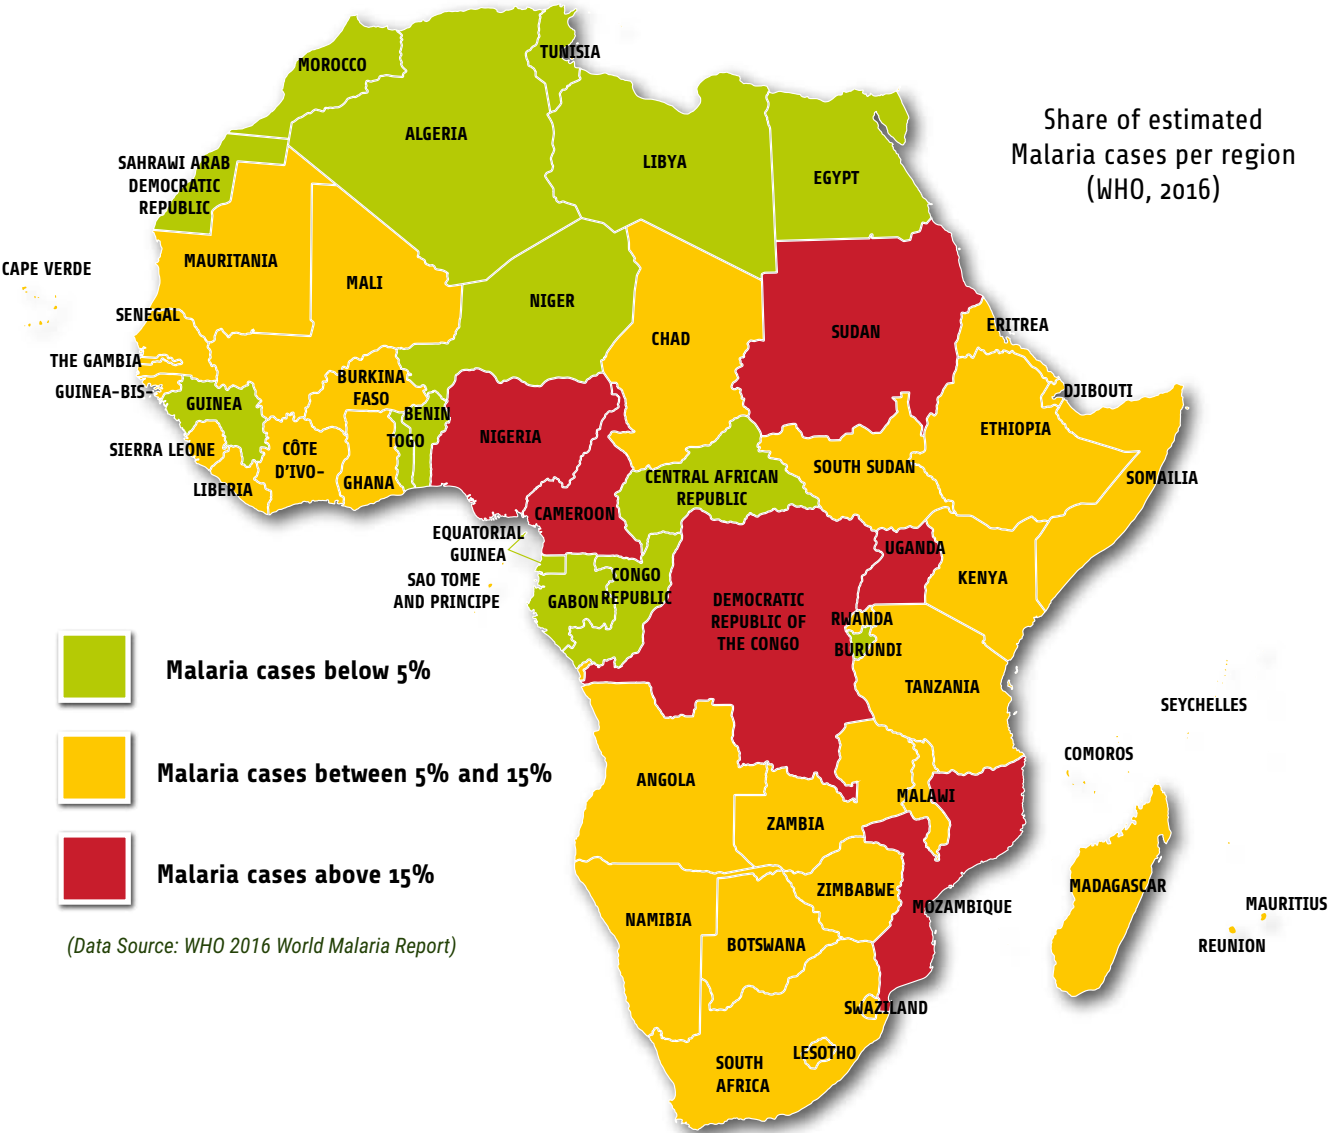 TUNISIA
MOROCCO
ALGERIA
LIBYA
EGYPT
Share of estimated
Malaria cases per region
(WHO, 2016)
SAHRAWI ARAB
DEMOCRATIC
REPUBLIC
CAPE VERDE
MAURITANIA
MALI
NIGER
CHAD
SUDAN
ERITREA
SENEGAL
THE GAMBIA
GUINEA-BIS-
GUINEA
BURKINA
FASO
BENIN
TOGO
NIGERIA
DJIBOUTI
ETHIOPIA
SOMAILIA
SIERRA LEONE
LIBERIA
CÔTE
D'IVO-
GHANA
CENTRAL AFRICAN
REPUBLIC
SOUTH SUDAN
CAMEROON
EQUATORIAL
GUINEA
SAO TOME
AND PRINCIPE
GABON
CONGO
REPUBLIC
DEMOCRATIC
REPUBLIC OF
THE CONGO
UGANDA
KENYA
RWANDA
BURUNDI
TANZANIA
SEYCHELLES
COMOROS
ANGOLA
ZAMBIA
MALAWI
ZIMBABWE
MOZAMBIQUE
MADAGASCAR
MAURITIUS
REUNION
NAMIBIA
BOTSWANA
SWAZILAND
LESOTHO
SOUTH
AFRICA
Malaria cases below 5%
Malaria cases between 5% and 15%
Malaria cases above 15%
(Data Source: WHO 2016 World Malaria Report)